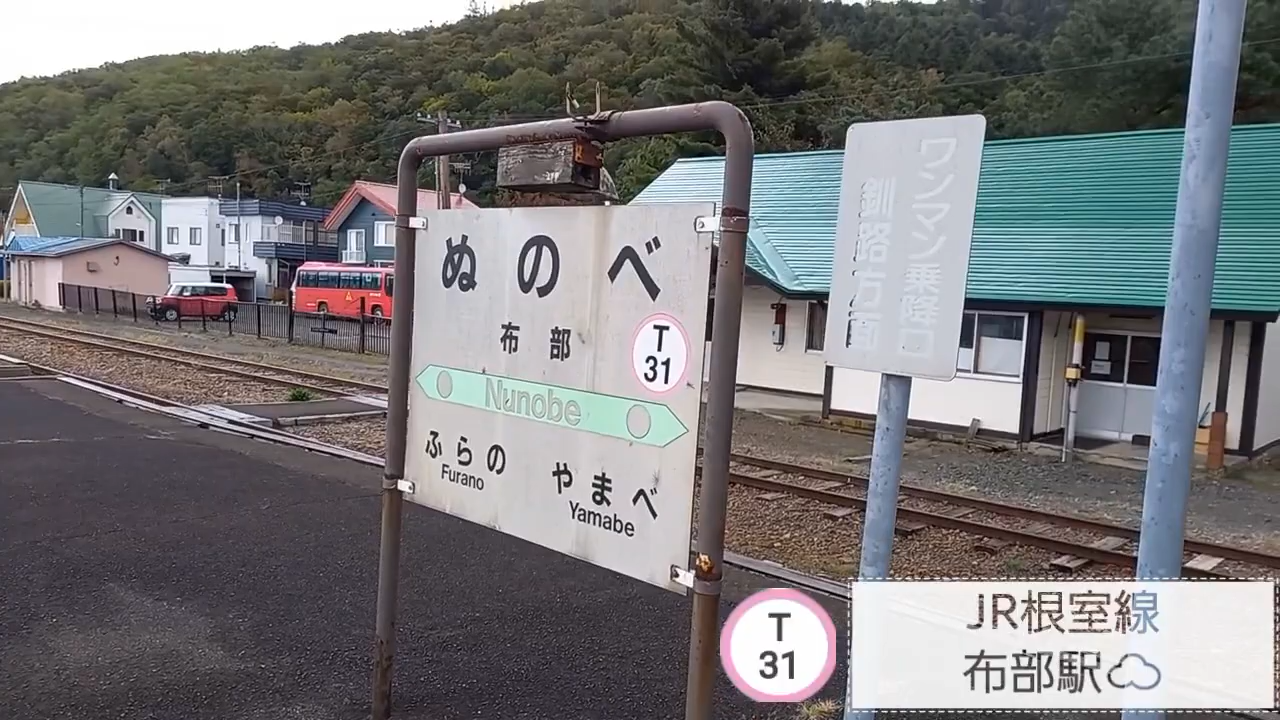 ぬのべ
布部
T
31
Nunobe
ふらの
Furano
やまべ
Yamabe
ワンマン乗降口
釧路方面
T
31
JR根室線
布部駅